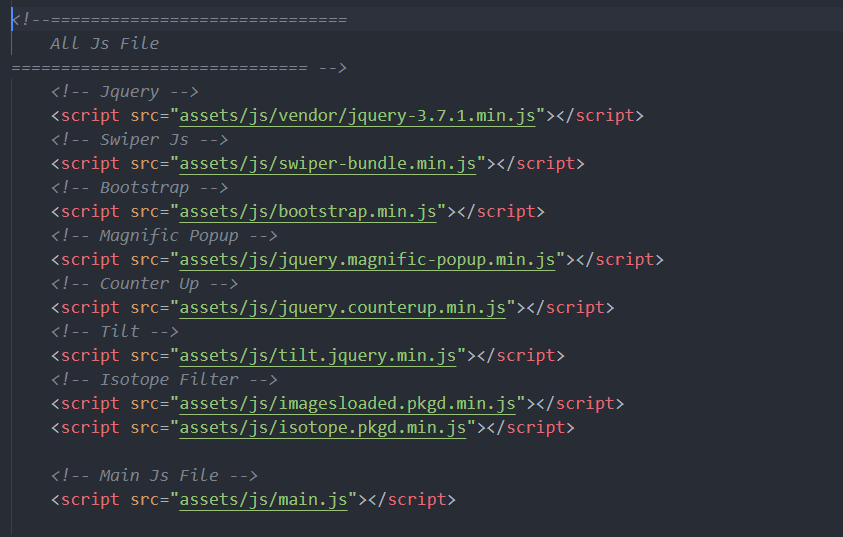 <!--==============================
    All Js File
============================== -->
    <!-- Jquery -->
    <script src="assets/js/vendor/jquery-3.7.1.min.js"></script>
    <!-- Swiper Js -->
    <script src="assets/js/swiper-bundle.min.js"></script>
    <!-- Bootstrap -->
    <script src="assets/js/bootstrap.min.js"></script>
    <!-- Magnific Popup -->
    <script src="assets/js/jquery.magnific-popup.min.js"></script>
    <!-- Counter Up -->
    <script src="assets/js/jquery.counterup.min.js"></script>
    <!-- Tilt -->
    <script src="assets/js/tilt.jquery.min.js"></script>
    <!-- Isotope Filter -->
    <script src="assets/js/imagesloaded.pkgd.min.js"></script>
    <script src="assets/js/isotope.pkgd.min.js"></script>

    <!-- Main Js File -->
    <script src="assets/js/main.js"></script>